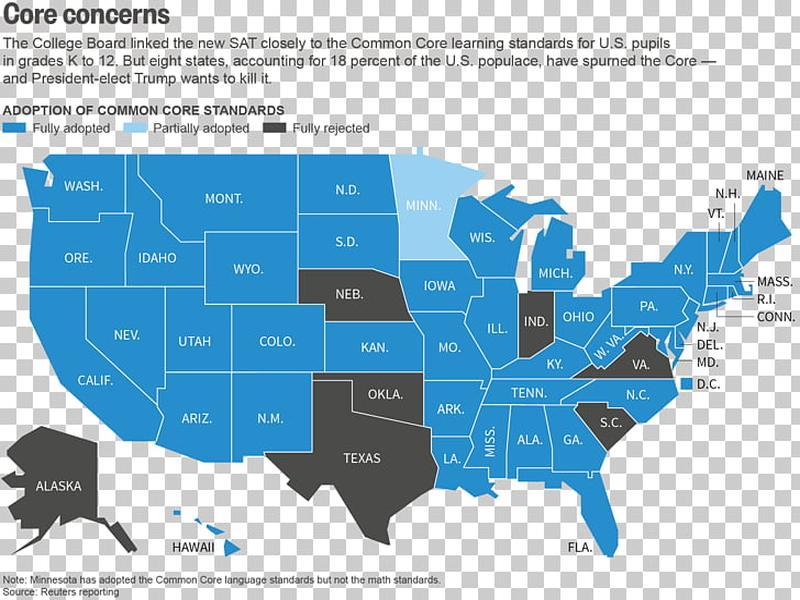 Core concerns
The College Board linked the new SAT closely to the Common Core learning standards for U.S. pupils
in grades K to 12. But eight states, accounting for 18 percent of the U.S. populace, have spurned the Core —
and President-elect Trump wants to kill it.
ADOPTION OF COMMON CORE STANDARDS
Fully adopted Partially adopted Fully rejected
MAINE
WASH. MONT. N.D. MINN. N.H.
VT.
WIS.
S.D.
ORE. IDAHO WYO. MICH. N.Y.
MASS.
IOWA
NEB. R.I.
PA.
CONN.
IND. OHIO
ILL. N.J.
NEV. UTAH COLO. KAN. MO. W. VA. DEL.
KY. VA. MD.
CALIF. D.C.
OKLA. TENN. N.C.
ARIZ. N.M. ARK. S.C.
MISS. ALA. GA.
TEXAS LA.
ALASKA
HAWAII FLA.
Note: Minnesota has adopted the Common Core language standards but not the math standards.
Source: Reuters reporting